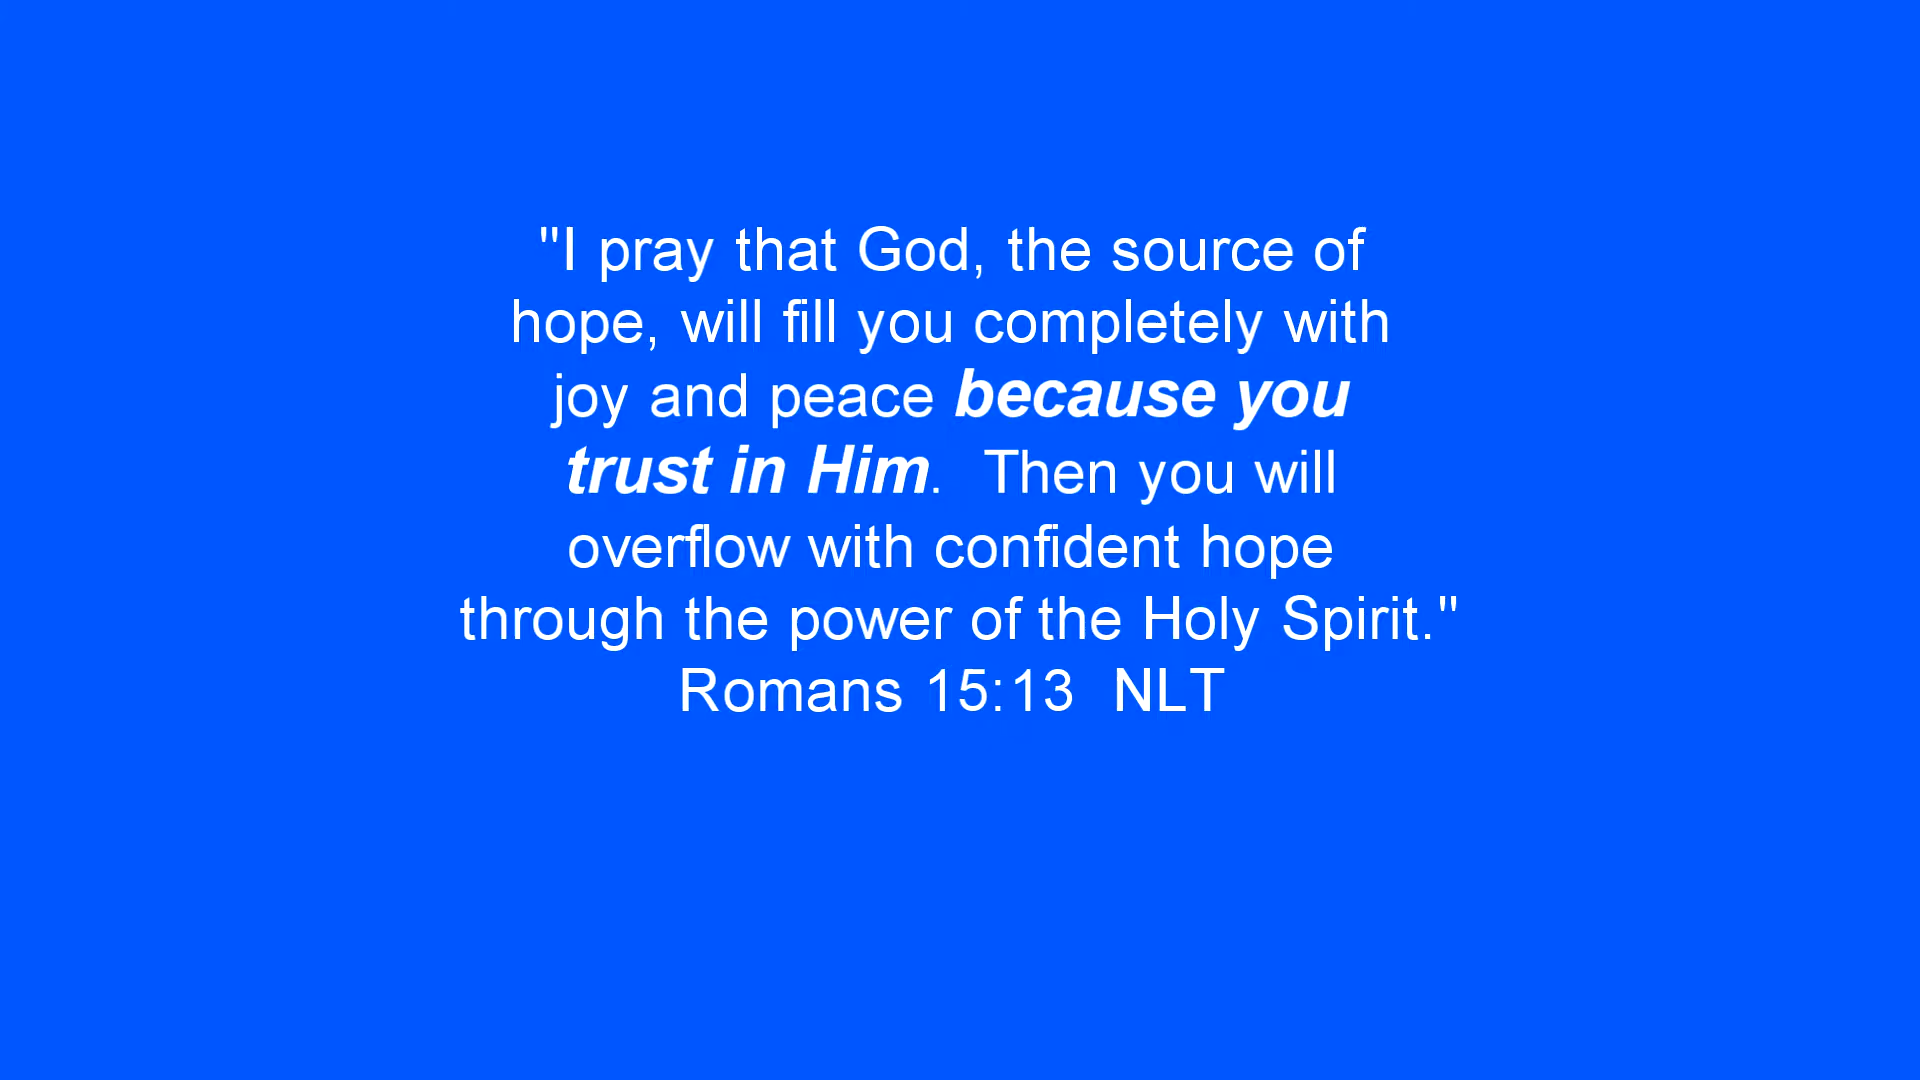 "I pray that God, the source of
hope, will fill you completely with
joy and peace because you
trust in Him.  Then you will
overflow with confident hope
through the power of the Holy Spirit."
Romans 15:13  NLT